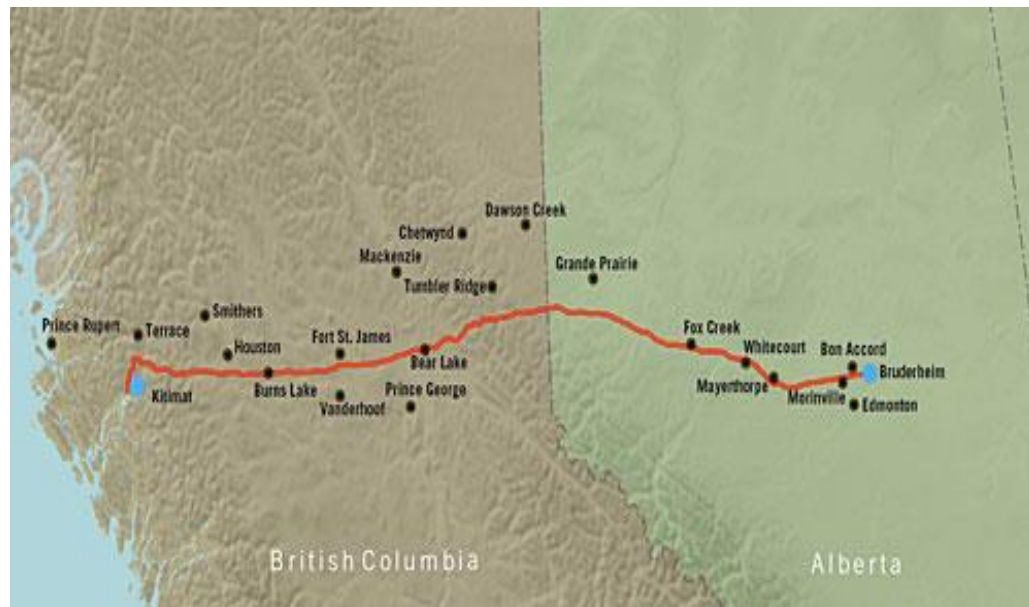 Dawson Creek
Chetwynd
Mackenzie
Grande Prairie
Tumbler Ridge
Smithers
Prince Rupert
Terrace
Fort St. James
Fox Creek
Houston
Bear Lake
Whitecourt
Bon Accord
Bruderheim
Kitimat
Burns Lake
Prince George
Mayerthorpe
Morinville
Vanderhoof
Edmonton
British Columbia
Alberta